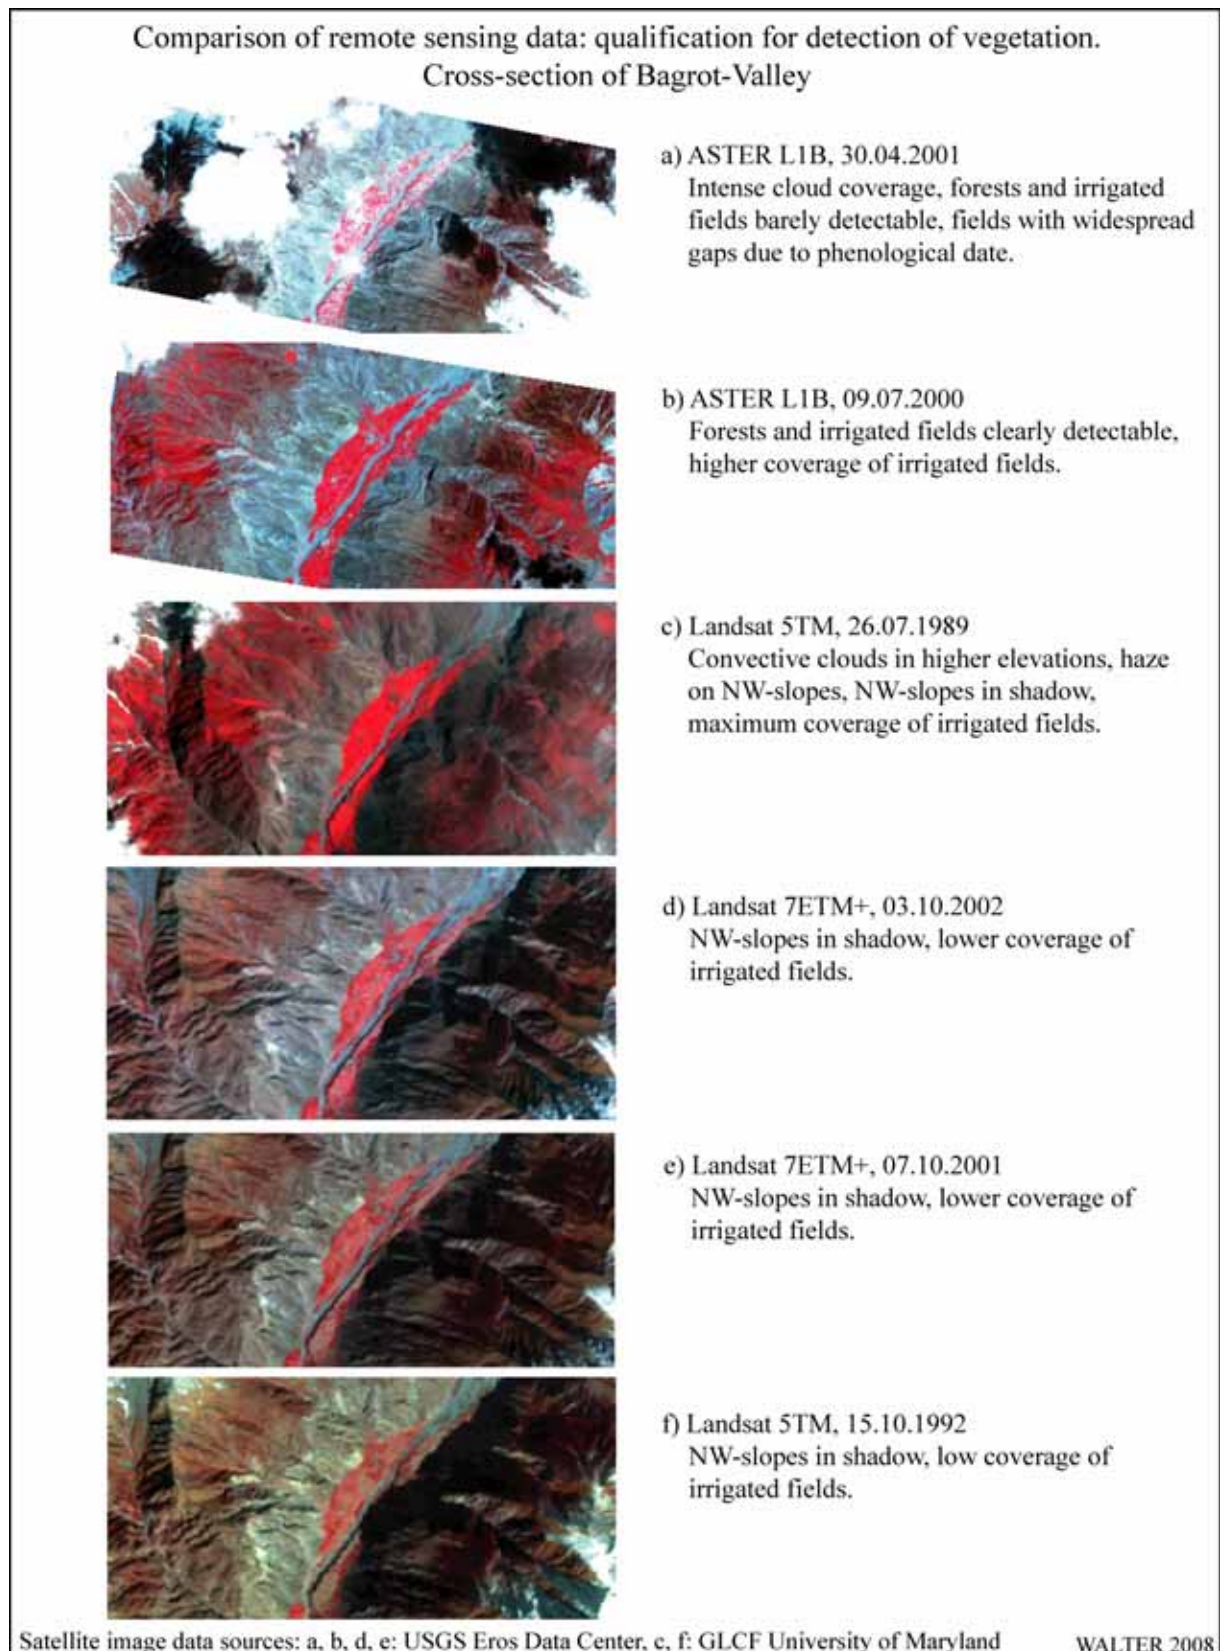 Comparison of remote sensing data: qualification for detection of vegetation.
Cross-section of Bagrot-Valley
a) ASTER L1B, 30.04.2001
Intense cloud coverage, forests and irrigated
fields barely detectable, fields with widespread
gaps due to phenological date.
b) ASTER L1B, 09.07.2000
Forests and irrigated fields clearly detectable,
higher coverage of irrigated fields.
c) Landsat 5TM, 26.07.1989
Convective clouds in higher elevations, haze
on NW-slopes, NW-slopes in shadow,
maximum coverage of irrigated fields.
d) Landsat 7ETM+, 03.10.2002
NW-slopes in shadow, lower coverage of
irrigated fields.
e) Landsat 7ETM+, 07.10.2001
NW-slopes in shadow, lower coverage of
irrigated fields.
f) Landsat 5TM, 15.10.1992
NW-slopes in shadow, low coverage of
irrigated fields.
Satellite image data sources: a, b, d, e: USGS Eros Data Center, c, f: GLCF University of Maryland WALTER 2008